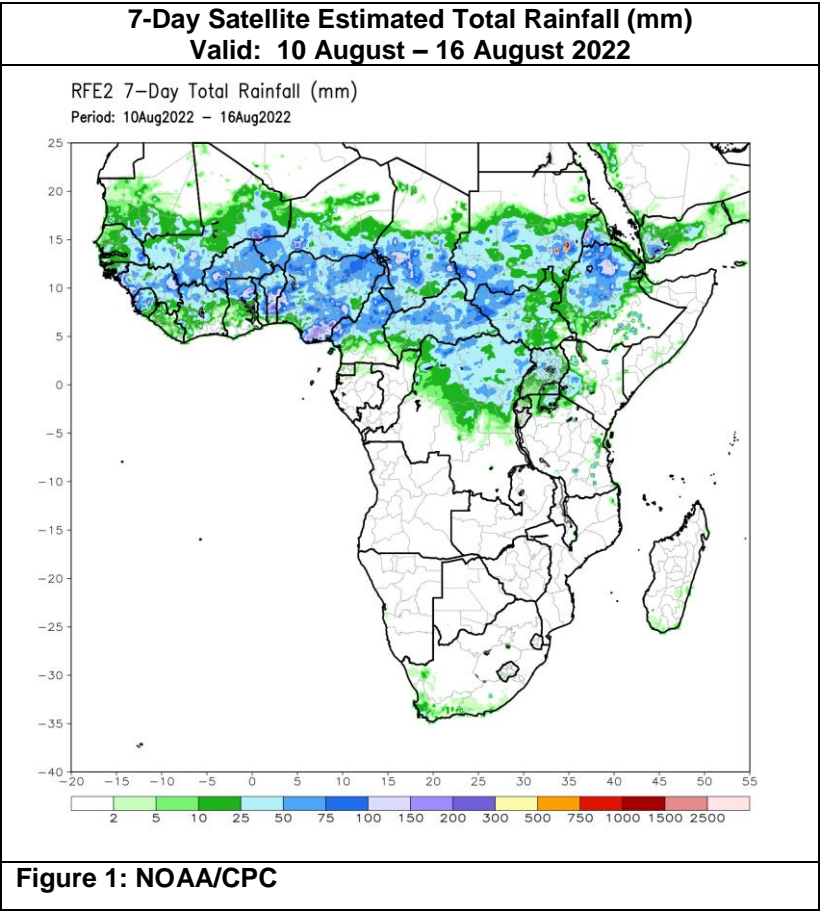 7-Day Satellite Estimated Total Rainfall (mm)
Valid: 10 August – 16 August 2022
RFE2 7-Day Total Rainfall (mm)
Period: 10Aug2022 – 16Aug2022
25
20
15
10
5
0
−5
−10
−15
−20
−25
−30
−35
−40
−20 −15 −10 −5 0 5 10 15 20 25 30 35 40 45 50 55
2 5 10 25 50 75 100 150 200 300 500 750 1000 1500 2500
Figure 1: NOAA/CPC